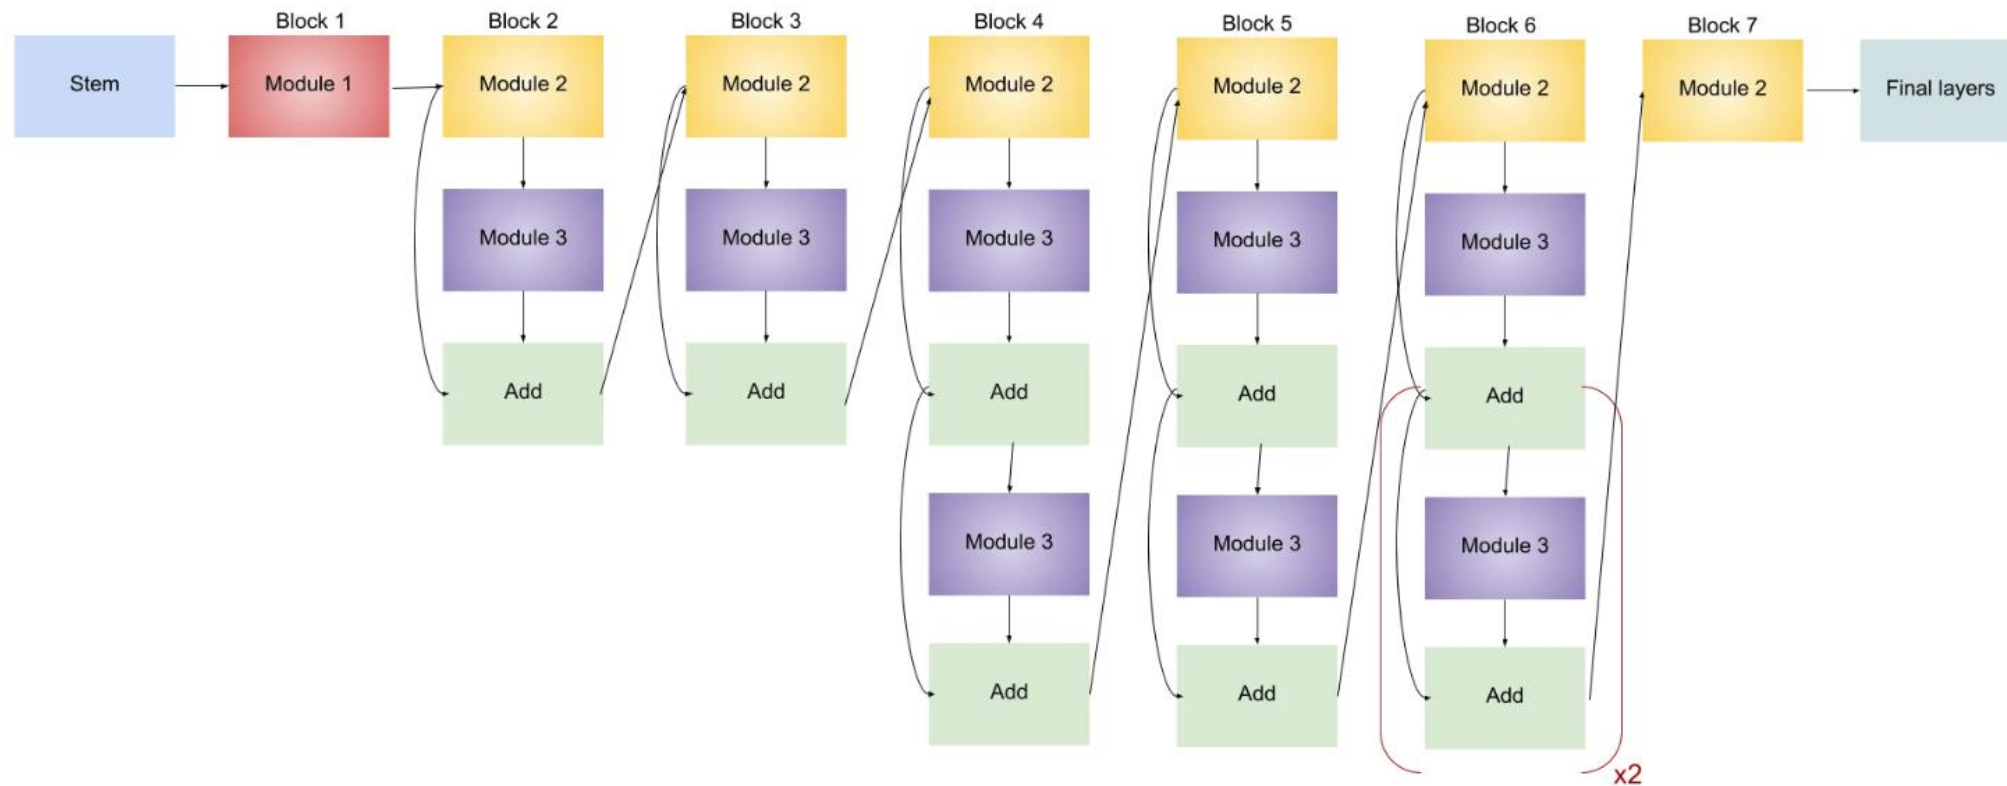 Block 1
Block 2
Block 3
Block 4
Block 5
Block 6
Block 7
Stem
Module 1
Module 2
Module 2
Module 2
Module 2
Module 2
Module 2
Final layers
Module 3
Module 3
Module 3
Module 3
Module 3
Add
Add
Add
Add
Add
Module 3
Module 3
Module 3
Add
Add
Add
x2